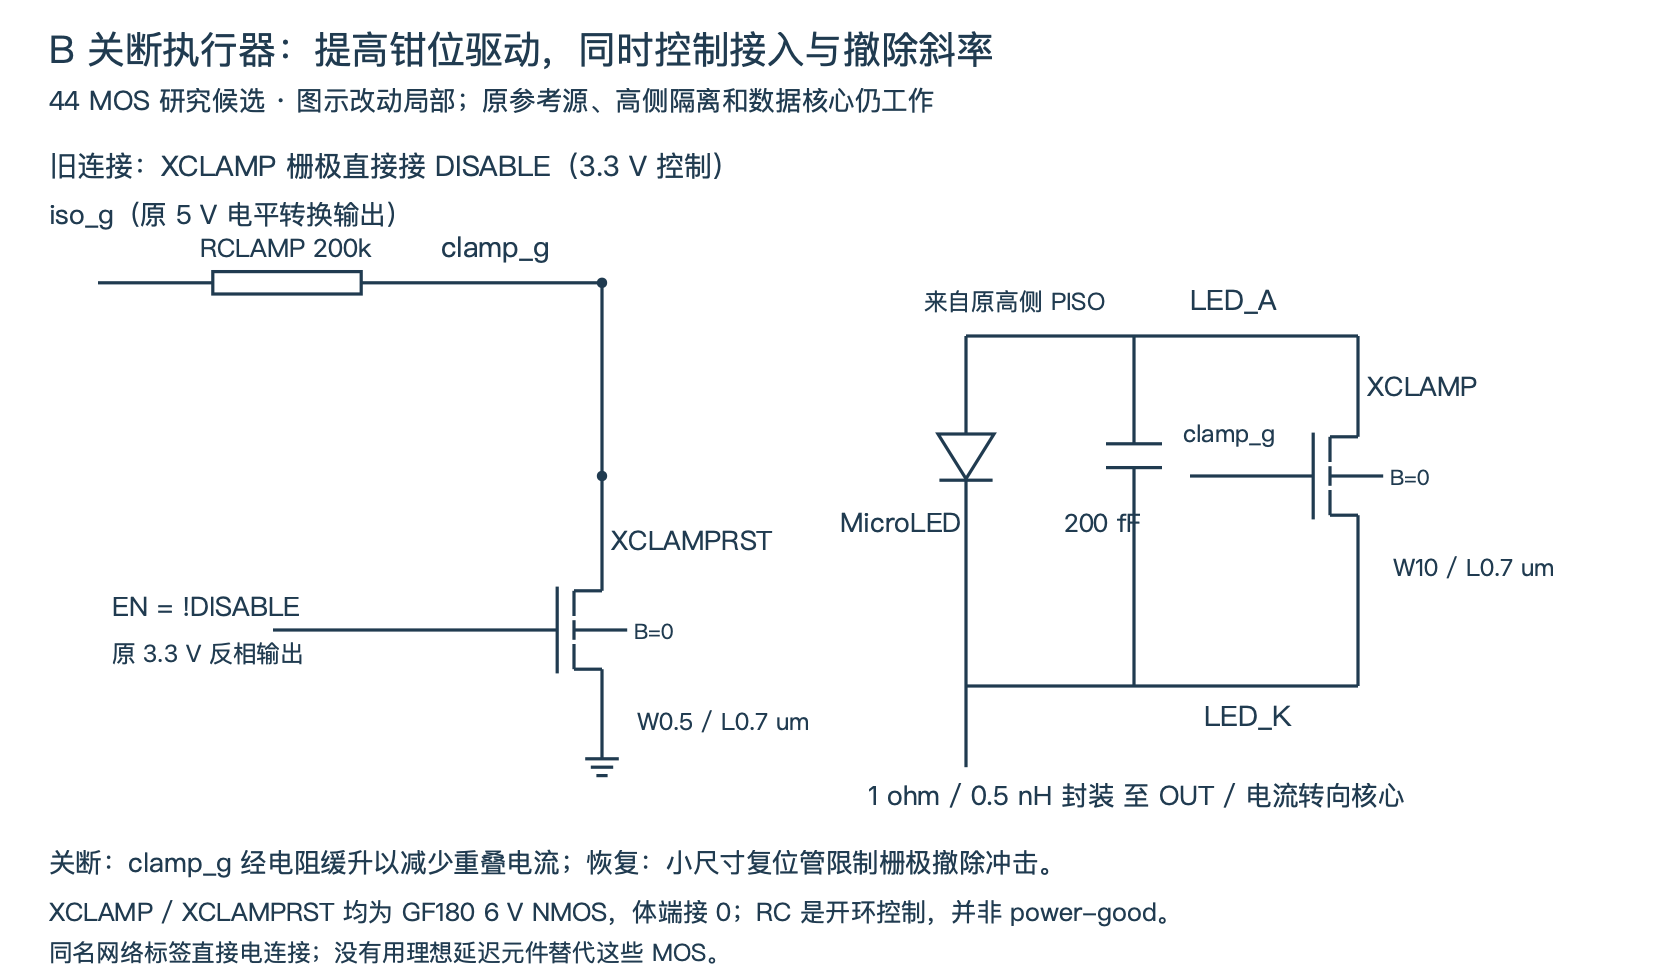 B 关断执行器：提高钳位驱动，同时控制接入与撤除斜率
44 MOS 研究候选 · 图示改动局部；原参考源、高侧隔离和数据核心仍工作
旧连接：XCLAMP 栅极直接接 DISABLE（3.3 V 控制）
iso_g（原 5 V 电平转换输出）
RCLAMP 200k
clamp_g
来自原高侧 PISO
LED_A
XCLAMP
clamp_g
B=0
MicroLED
200 fF
XCLAMPRST
W10 / L0.7 um
EN = !DISABLE
B=0
原 3.3 V 反相输出
W0.5 / L0.7 um
LED_K
1 ohm / 0.5 nH 封装 至 OUT / 电流转向核心
关断：clamp_g 经电阻缓升以减少重叠电流；恢复：小尺寸复位管限制栅极撤除冲击。
XCLAMP / XCLAMPRST 均为 GF180 6 V NMOS，体端接 0；RC 是开环控制，并非 power-good。
同名网络标签直接电连接；没有用理想延迟元件替代这些 MOS。